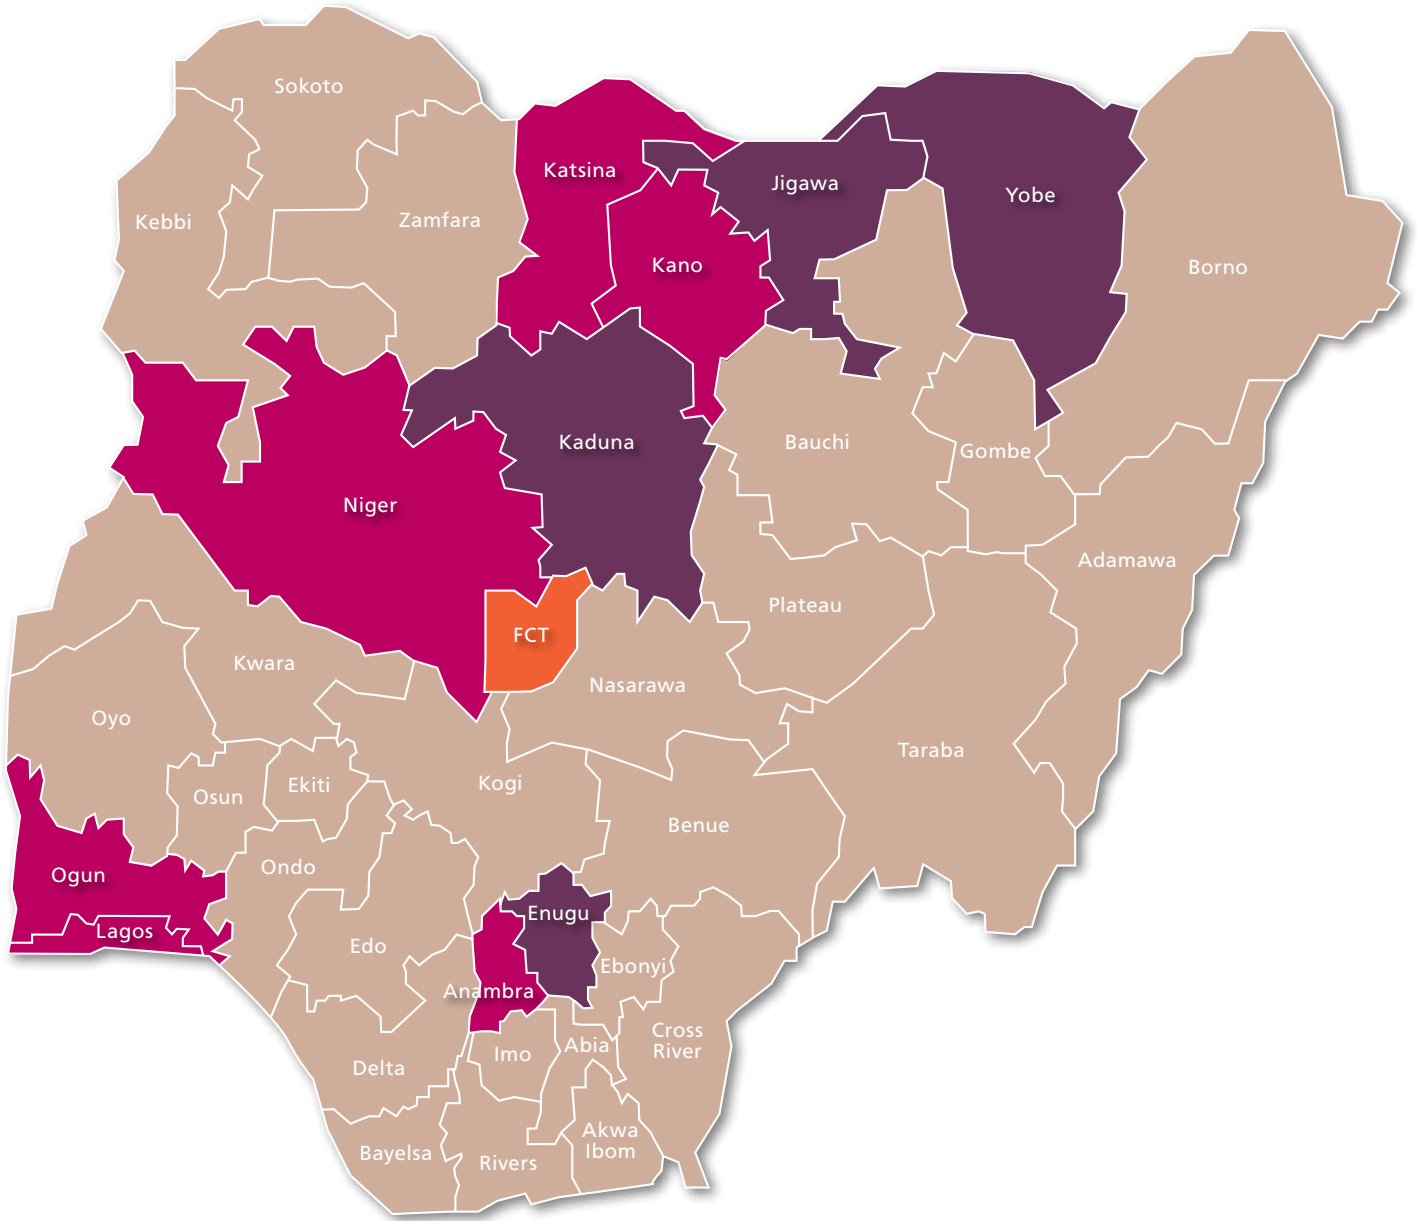 Sokoto
Katsina
Jigawa
Yobe
Kebbi
Zamfara
Kano
Borno
Kaduna
Bauchi
Gombe
Niger
Adamawa
Plateau
FCT
Kwara
Nasarawa
Oyo
Taraba
Kogi
Ekiti
Osun
Benue
Ondo
Ogun
Enugu
Lagos
Edo
Ebonyi
Anambra
Cross
River
Abia
Imo
Delta
Akwa
Ibom
Bayelsa
Rivers